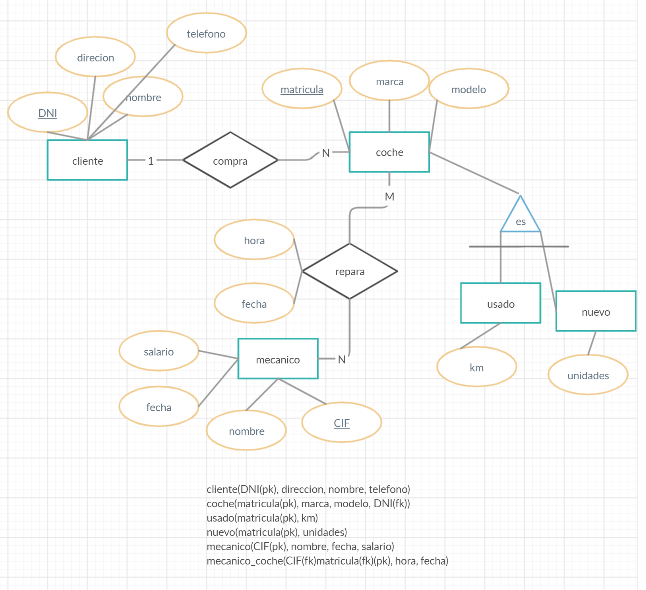 telefono
direcion
nombre
DNI
matricula
marca
modelo
cliente
1
compra
N
coche
M
es
hora
repara
fecha
usado
nuevo
salario
mecanico
N
km
unidades
fecha
nombre
CIF
cliente(DNI(pk), direccion, nombre, telefono)
coche(matricula(pk), marca, modelo, DNI(fk))
usado(matricula(pk), km)
nuevo(matricula(pk), unidades)
mecanico(CIF(pk), nombre, fecha, salario)
mecanico_coche(CIF(fk)matricula(fk)(pk), hora, fecha)